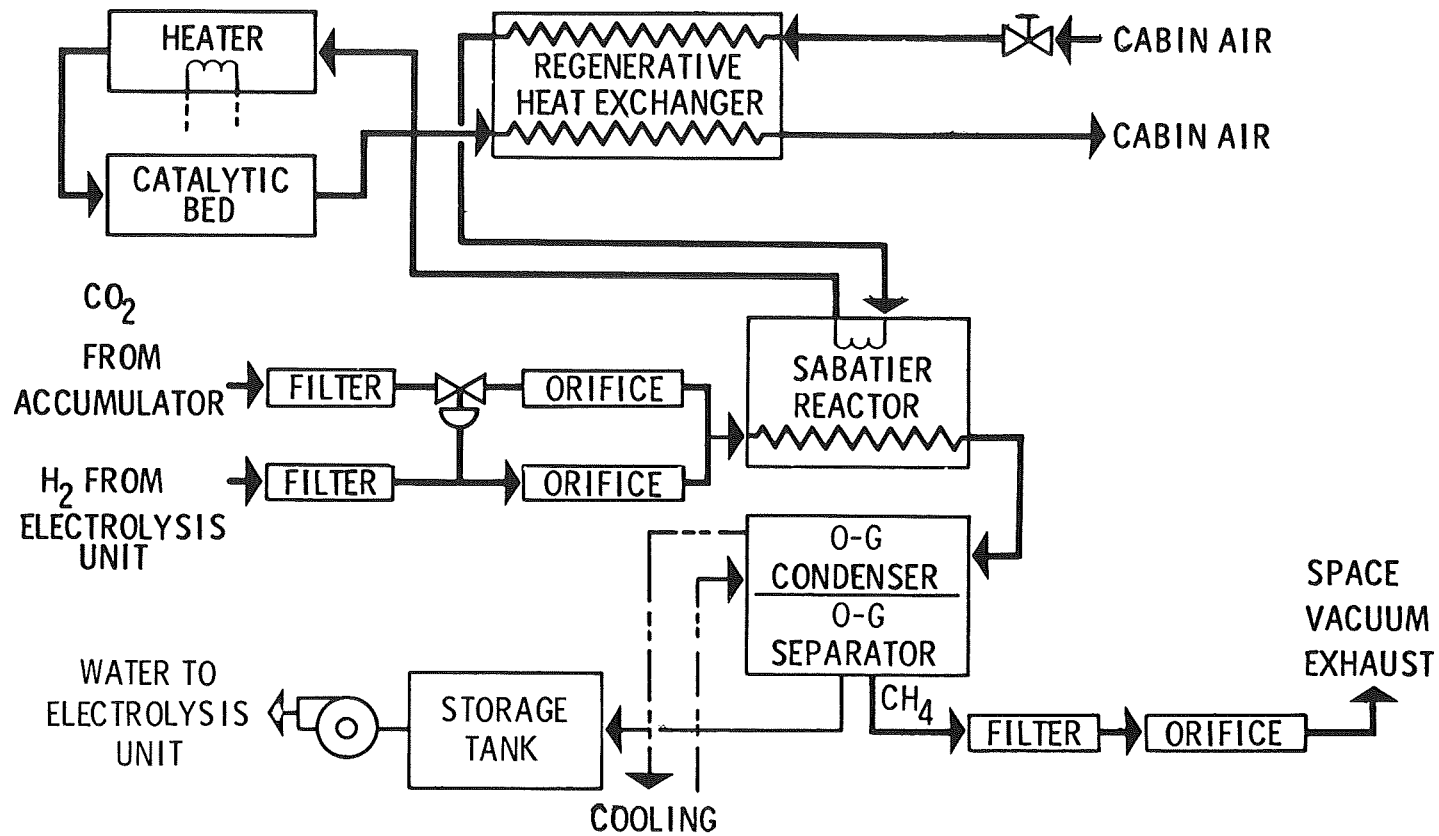 HEATER
REGENERATIVE
HEAT EXCHANGER
CABIN AIR
CABIN AIR
CATALYTIC
BED
CO2
FROM
ACCUMULATOR
FILTER
ORIFICE
SABATIER
REACTOR
H2 FROM
ELECTROLYSIS
UNIT
FILTER
ORIFICE
O-G
CONDENSER
O-G
SEPARATOR
SPACE
VACUUM
EXHAUST
WATER TO
ELECTROLYSIS
UNIT
STORAGE
TANK
CH4
FILTER
ORIFICE
COOLING